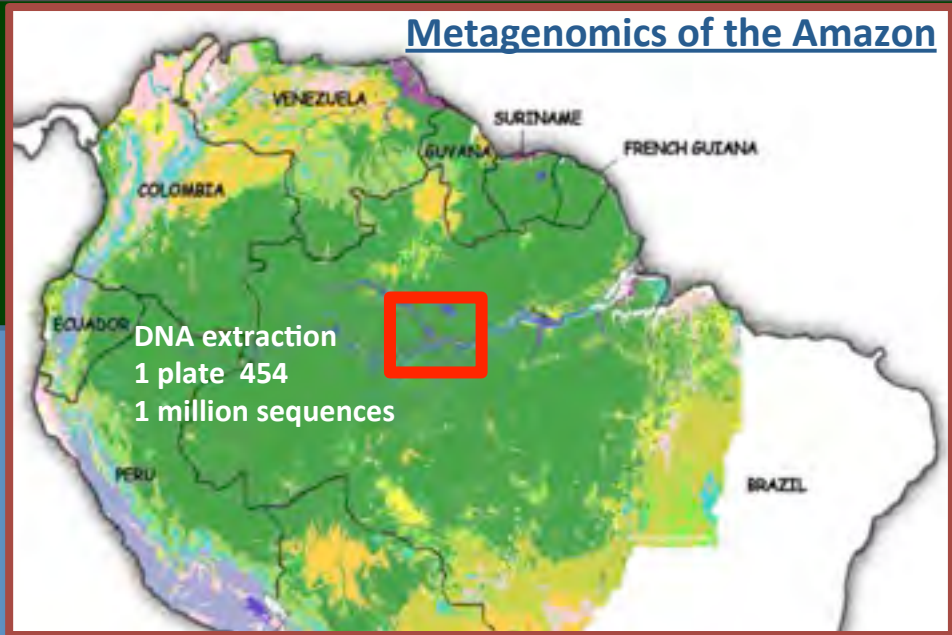 Metagenomics of the Amazon
VENEZUELA
SURINAME
GUYANA
FRENCH GUIANA
COLOMBIA
ECUADOR
DNA extraction
1 plate 454
1 million sequences
PERU
BRAZIL